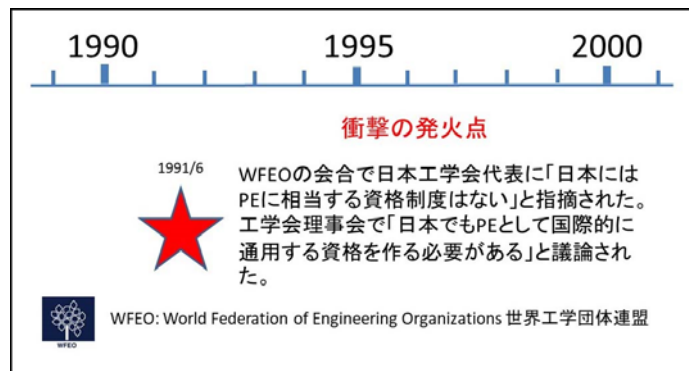 1990 1995 2000
衝撃の発火点
1991/6
WFEOの会合で日本工学会代表に「日本には
PEに相当する資格制度はない」と指摘された。
工学会理事会で「日本でもPEとして国際的に
通用する資格を作る必要がある」と議論され
た。
WFEO
WFEO: World Federation of Engineering Organizations 世界工学団体連盟